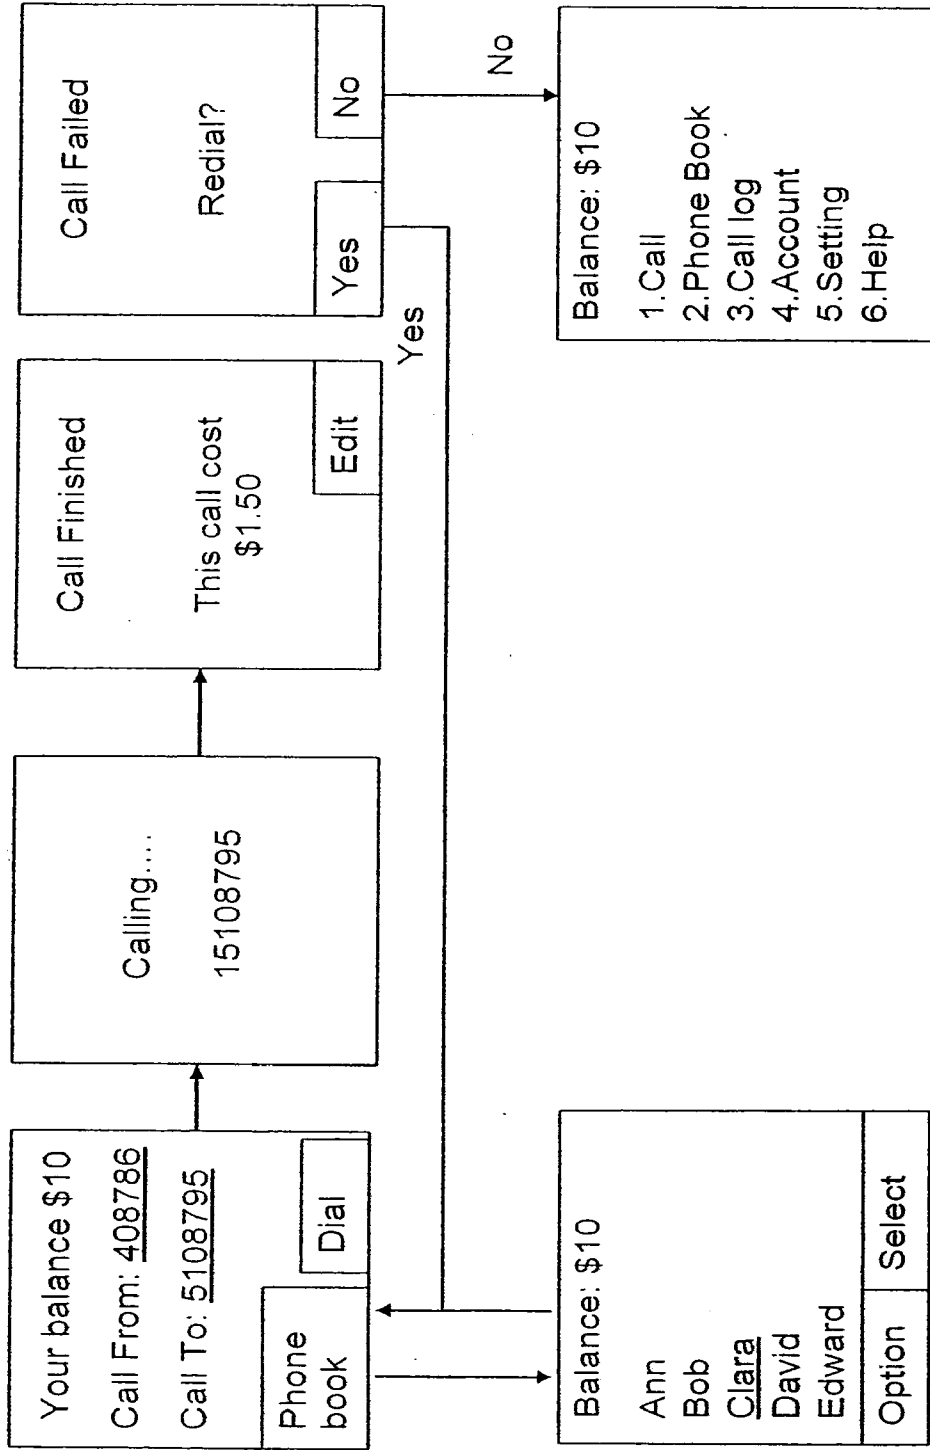 Your balance $10
Call From: 408786
Call To: 5108795
Phone
book
Dial
Calling....
15108795
Call Finished
This call cost
$1.50
Edit
Call Failed
Redial?
Yes
No
Yes
No
Balance: $10
Ann
Bob
Clara
David
Edward
Option
Select
Balance: $10
1.Call
2.Phone Book
3.Call log
4.Account
5.Setting
6.Help